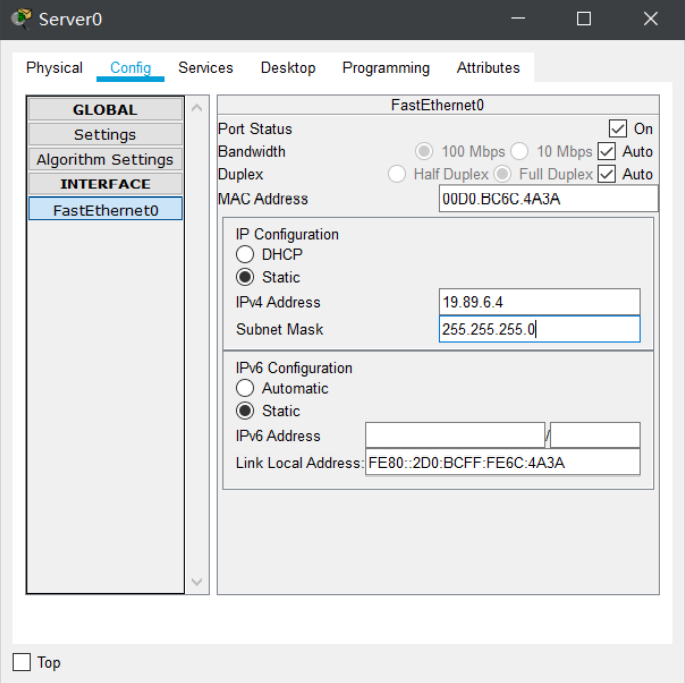 Server0
Physical Config Services Desktop Programming Attributes
GLOBAL
Settings
Algorithm Settings
INTERFACE
FastEthernet0
FastEthernet0
Port Status On
Bandwidth 100 Mbps 10 Mbps Auto
Duplex Half Duplex Full Duplex Auto
MAC Address 00D0.BC6C.4A3A
IP Configuration
DHCP
Static
IPv4 Address 19.89.6.4
Subnet Mask 255.255.255.0
IPv6 Configuration
Automatic
Static
IPv6 Address /
Link Local Address: FE80::2D0:BCFF:FE6C:4A3A
Top